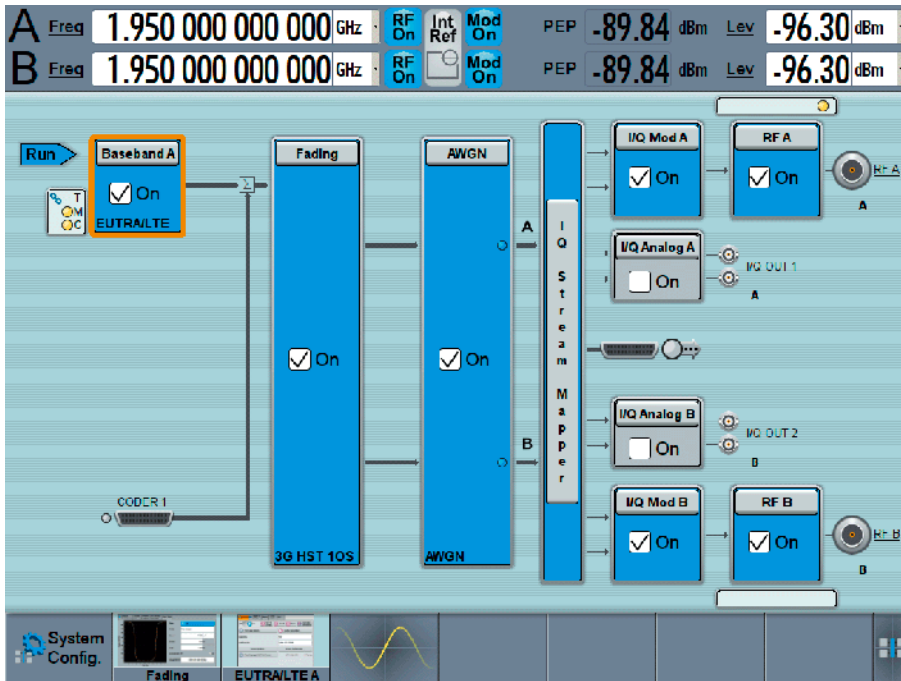 A Freq 1.950 000 000 000 GHz RF On Int Ref Mod On PEP -89.84 dBm Lev -96.30 dBm
B Freq 1.950 000 000 000 GHz RF On Mod On PEP -89.84 dBm Lev -96.30 dBm
Run
Baseband A
On
EUTRA/LTE
T
M
C
Fading
On
3G HST 1OS
AWGN
On
AWGN
A
B
I
Q
Stream
Mapper
I/Q Mod A
On
RF A
On
RF A
A
I/Q Analog A
On
I/Q OUT 1
A
I/Q Analog B
On
I/Q OUT 2
B
I/Q Mod B
On
RF B
On
RF B
B
CODER 1
System
Config.
Fading
EUTRA/LTE A